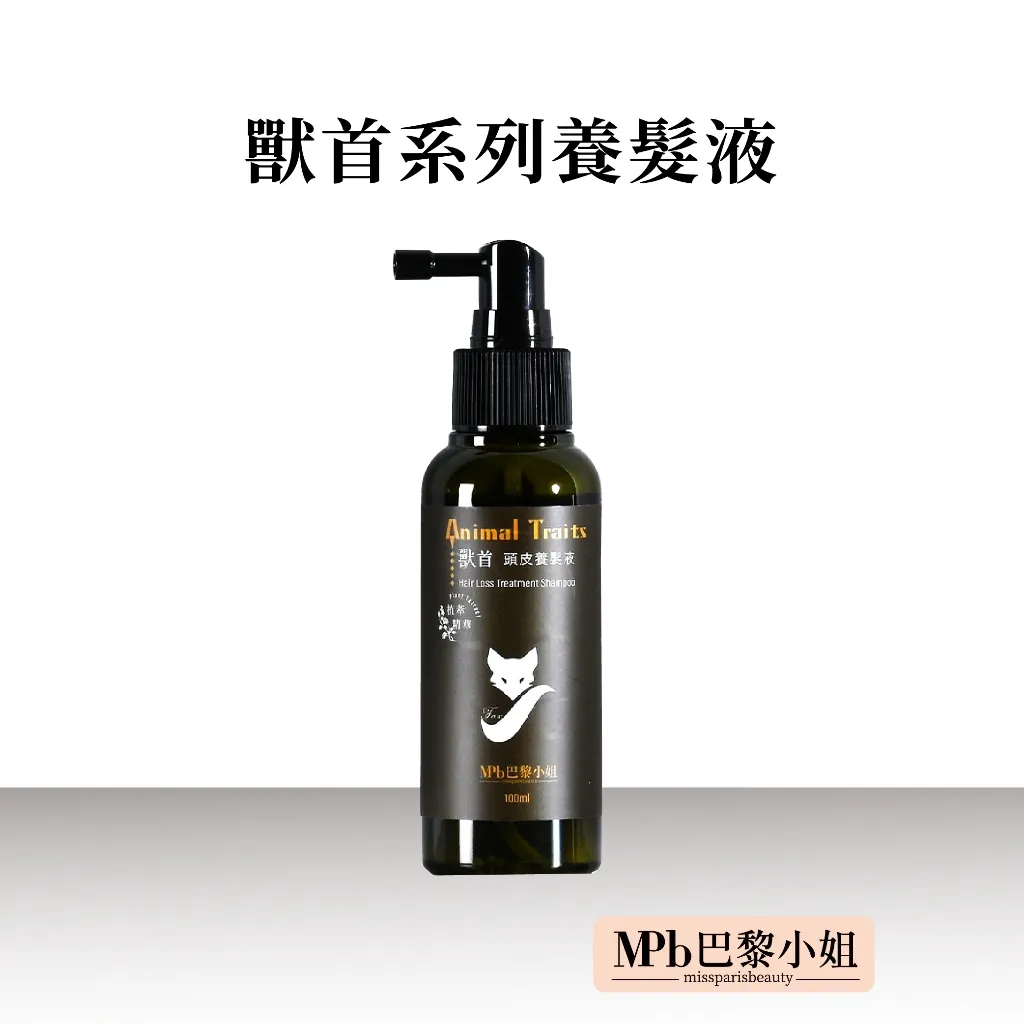 獸首系列養髮液
Animal Traits
獸首 頭皮養髮液
Hair Loss Treatment Shampoo
植萃
精華
Fox
MPb巴黎小姐
100ml
MPb巴黎小姐
missparisbeauty